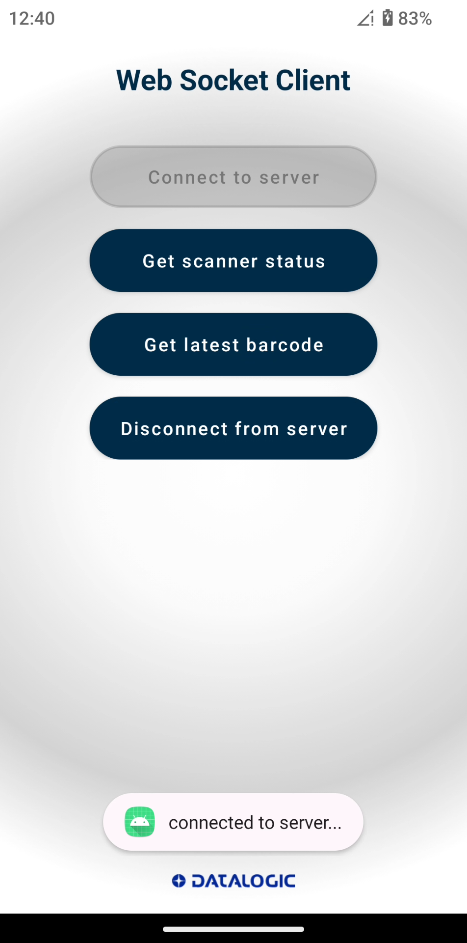 12:40
83%
Web Socket Client
Connect to server
Get scanner status
Get latest barcode
Disconnect from server
connected to server...
DATALOGIC